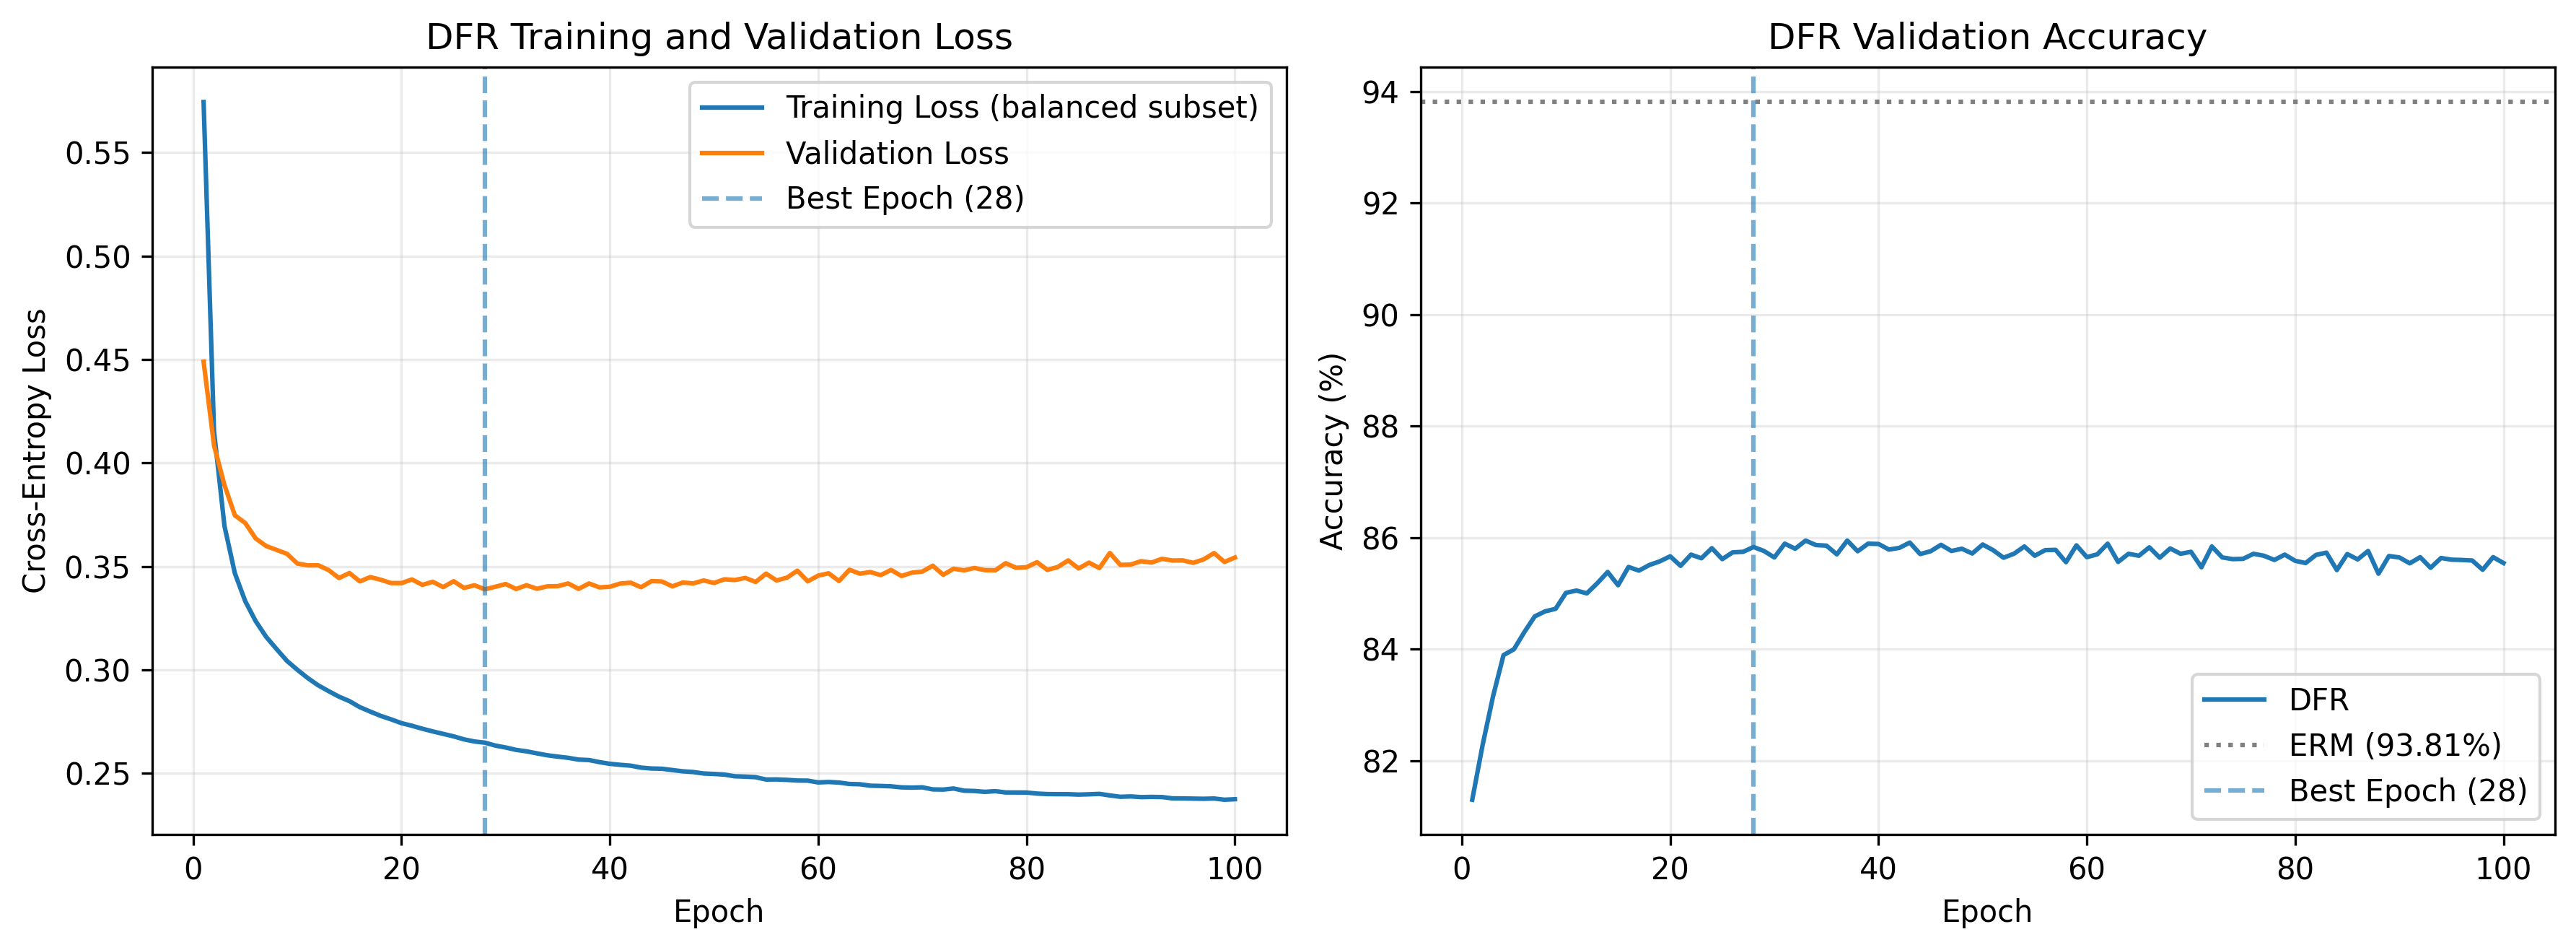 DFR Training and Validation Loss
Cross-Entropy Loss
0.55
0.50
0.45
0.40
0.35
0.30
0.25
Training Loss (balanced subset)
Validation Loss
Best Epoch (28)
0 20 40 60 80 100
Epoch
DFR Validation Accuracy
Accuracy (%)
94
92
90
88
86
84
82
DFR
ERM (93.81%)
Best Epoch (28)
0 20 40 60 80 100
Epoch